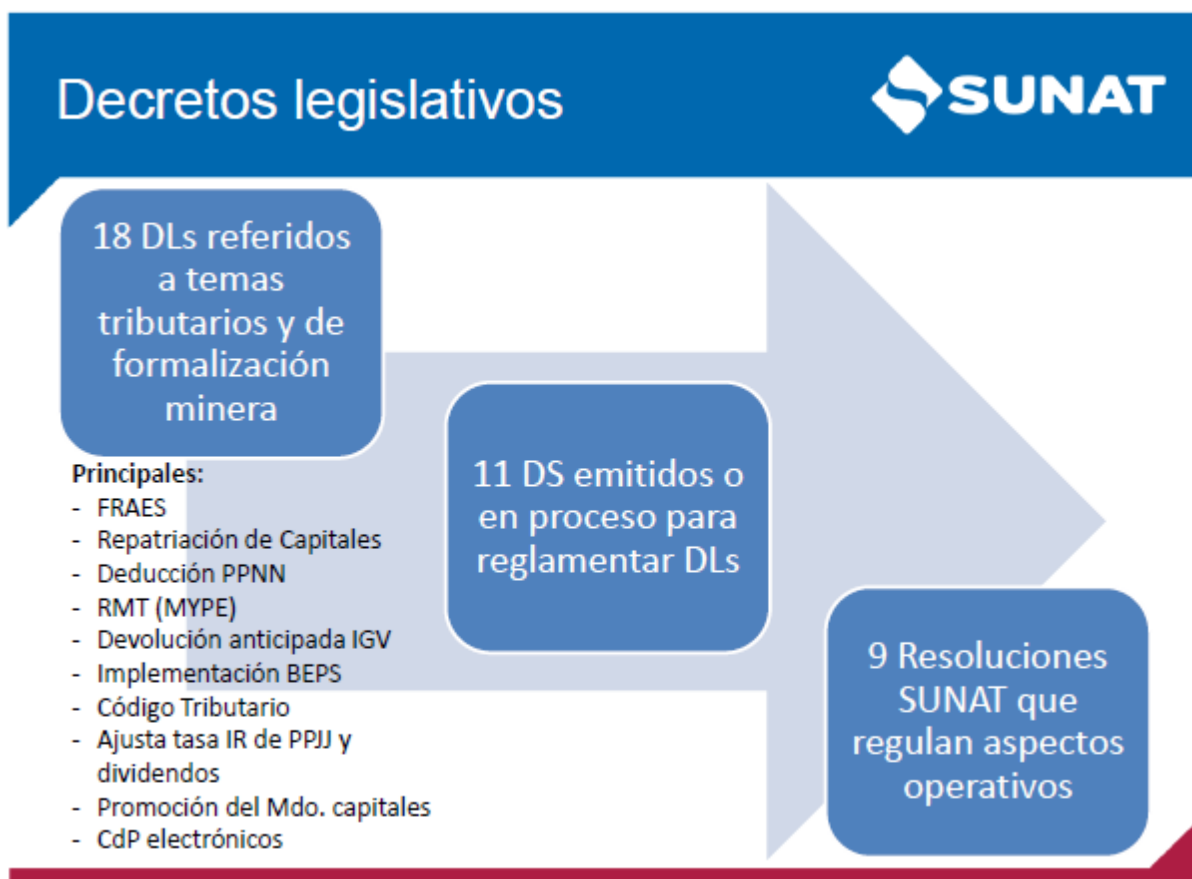 Decretos legislativos
SUNAT
18 DLs referidos
a temas
tributarios y de
formalización
minera
Principales:
- FRAES
- Repatriación de Capitales
- Deducción PPNN
- RMT (MYPE)
- Devolución anticipada IGV
- Implementación BEPS
- Código Tributario
- Ajusta tasa IR de PPJJ y
dividendos
- Promoción del Mdo. capitales
- CdP electrónicos
11 DS emitidos o
en proceso para
reglamentar DLs
9 Resoluciones
SUNAT que
regulan aspectos
operativos